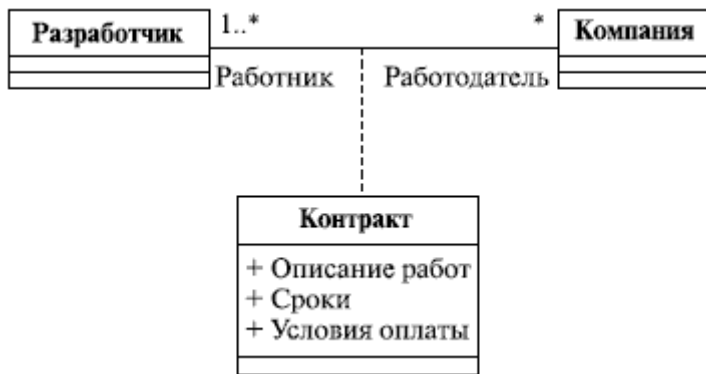 Разработчик
1..*
*
Компания
Работник
Работодатель
Контракт
+ Описание работ
+ Сроки
+ Условия оплаты